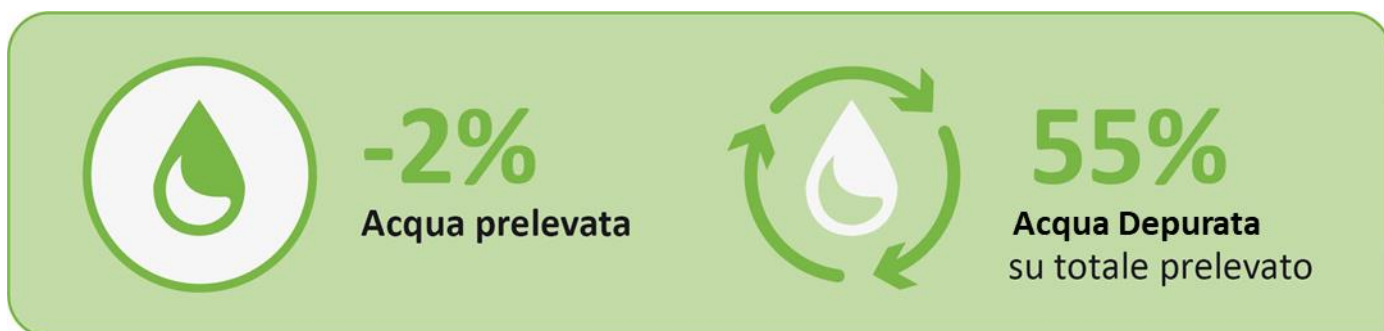 -2%
Acqua prelevata
55%
Acqua Depurata
su totale prelevato